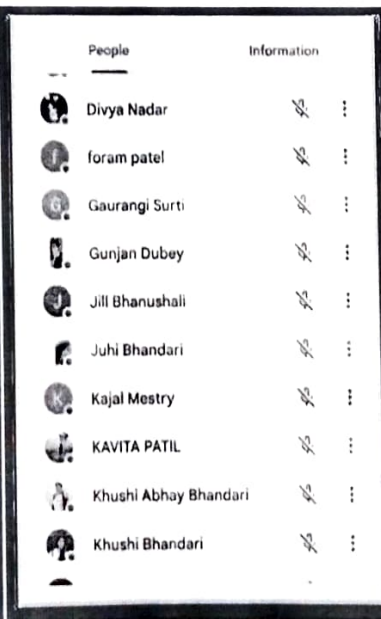 People Information
Divya Nadar
foram patel
Gaurangi Surti
Gunjan Dubey
Jill Bhanushali
Juhi Bhandari
Kajal Mestry
KAVITA PATIL
Khushi Abhay Bhandari
Khushi Bhandari